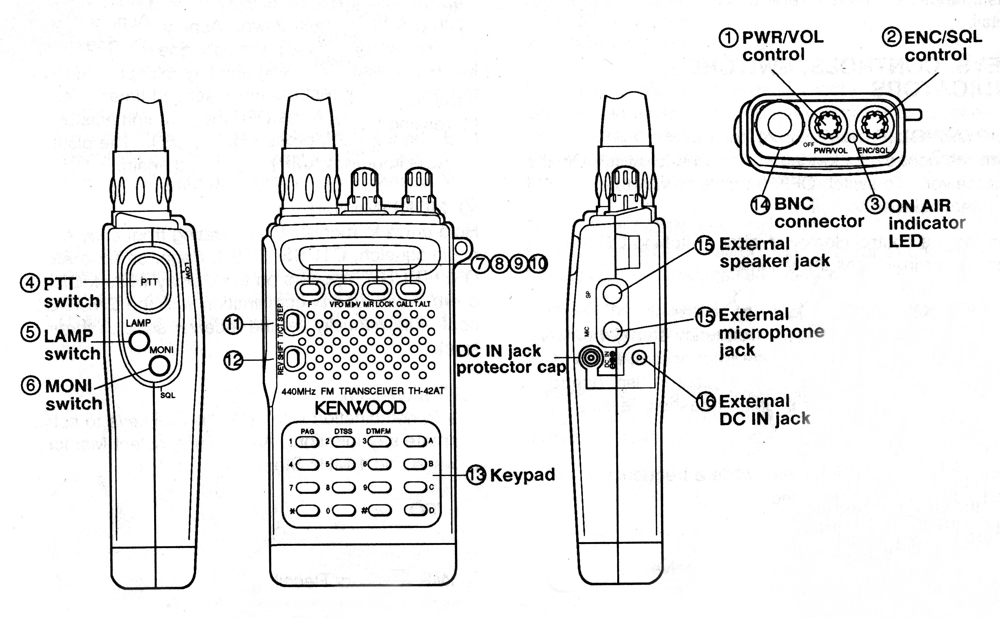 ① PWR/VOL
control
② ENC/SQL
control
OFF
PWR/VOL
ENC/SQL
⑭ BNC
connector
③ ON AIR
indicator
LED
④ PTT
switch
PTT
LOW
LAMP
⑤ LAMP
switch
MONI
⑥ MONI
switch
SQL
⑦⑧⑨⑩
F VFO M▶V MR LOCK CALL T.ALT
⑪
T/CT STEP
⑫
REV SHIFT
440MHz FM TRANSCEIVER TH-42AT
KENWOOD
PAG DTSS DTMF.M
1 2 3 A
4 5 6 B
7 8 9 C
* 0 # D
⑬ Keypad
⑮ External
speaker jack
SP
⑮ External
microphone
jack
MIC
DC IN jack
protector cap
DC IN
⑯ External
DC IN jack